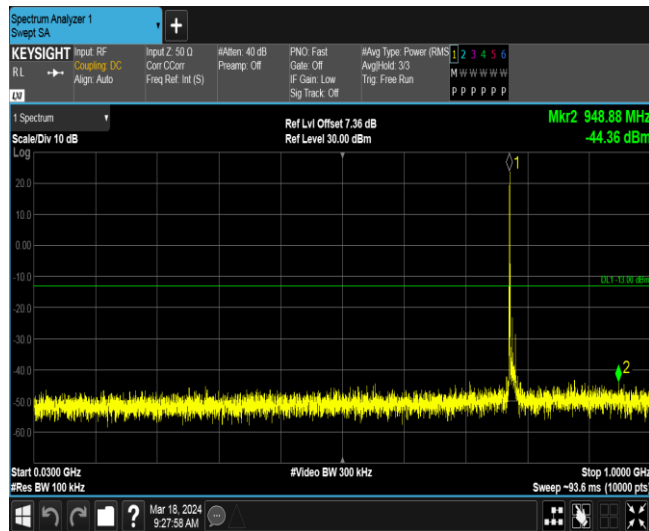 Spectrum Analyzer 1
Swept SA
+
KEYSIGHT
RL
LXI
Input: RF
Coupling: DC
Align: Auto
Input Z: 50 Ω
Corr CCorr
Freq Ref: Int (S)
#Atten: 40 dB
Preamp: Off
PNO: Fast
Gate: Off
IF Gain: Low
Sig Track: Off
#Avg Type: Power (RMS
Avg|Hold: 3/3
Trig: Free Run
1 2 3 4 5 6
M W W W W W
P P P P P P
1 Spectrum
Scale/Div 10 dB
Log
Ref Lvl Offset 7.36 dB
Ref Level 30.00 dBm
Mkr2 948.88 MHz
-44.36 dBm
1
20.0
10.0
0.00
-10.0
DL1 -13.00 dBm
-20.0
-30.0
-40.0
2
-50.0
-60.0
Start 0.0300 GHz
#Res BW 100 kHz
#Video BW 300 kHz
Stop 1.0000 GHz
Sweep ~93.6 ms (10000 pts)
?
Mar 18, 2024
9:27:58 AM